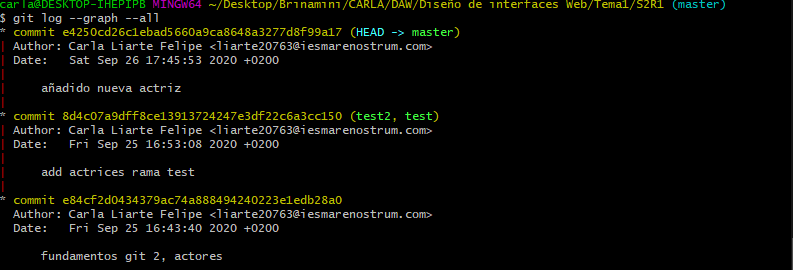 carla@DESKTOP-IHEPIPB MINGW64 ~/Desktop/Brinamini/CARLA/DAW/Diseño de interfaces Web/Tema1/S2R1 (master)
$ git log --graph --all
* commit e4250cd26c1ebad5660a9ca8648a3277d8f99a17 (HEAD -> master)
| Author: Carla Liarte Felipe <liarte20763@iesmarenostrum.com>
| Date:   Sat Sep 26 17:45:53 2020 +0200
|
|     añadido nueva actriz
|
* commit 8d4c07a9dff8ce13913724247e3df22c6a3cc150 (test2, test)
| Author: Carla Liarte Felipe <liarte20763@iesmarenostrum.com>
| Date:   Fri Sep 25 16:53:08 2020 +0200
|
|     add actrices rama test
|
* commit e84cf2d0434379ac74a888494240223e1edb28a0
  Author: Carla Liarte Felipe <liarte20763@iesmarenostrum.com>
  Date:   Fri Sep 25 16:43:40 2020 +0200

      fundamentos git 2, actores